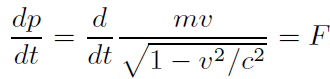 dp/dt = d/dt mv/√(1 − v²/c²) = F